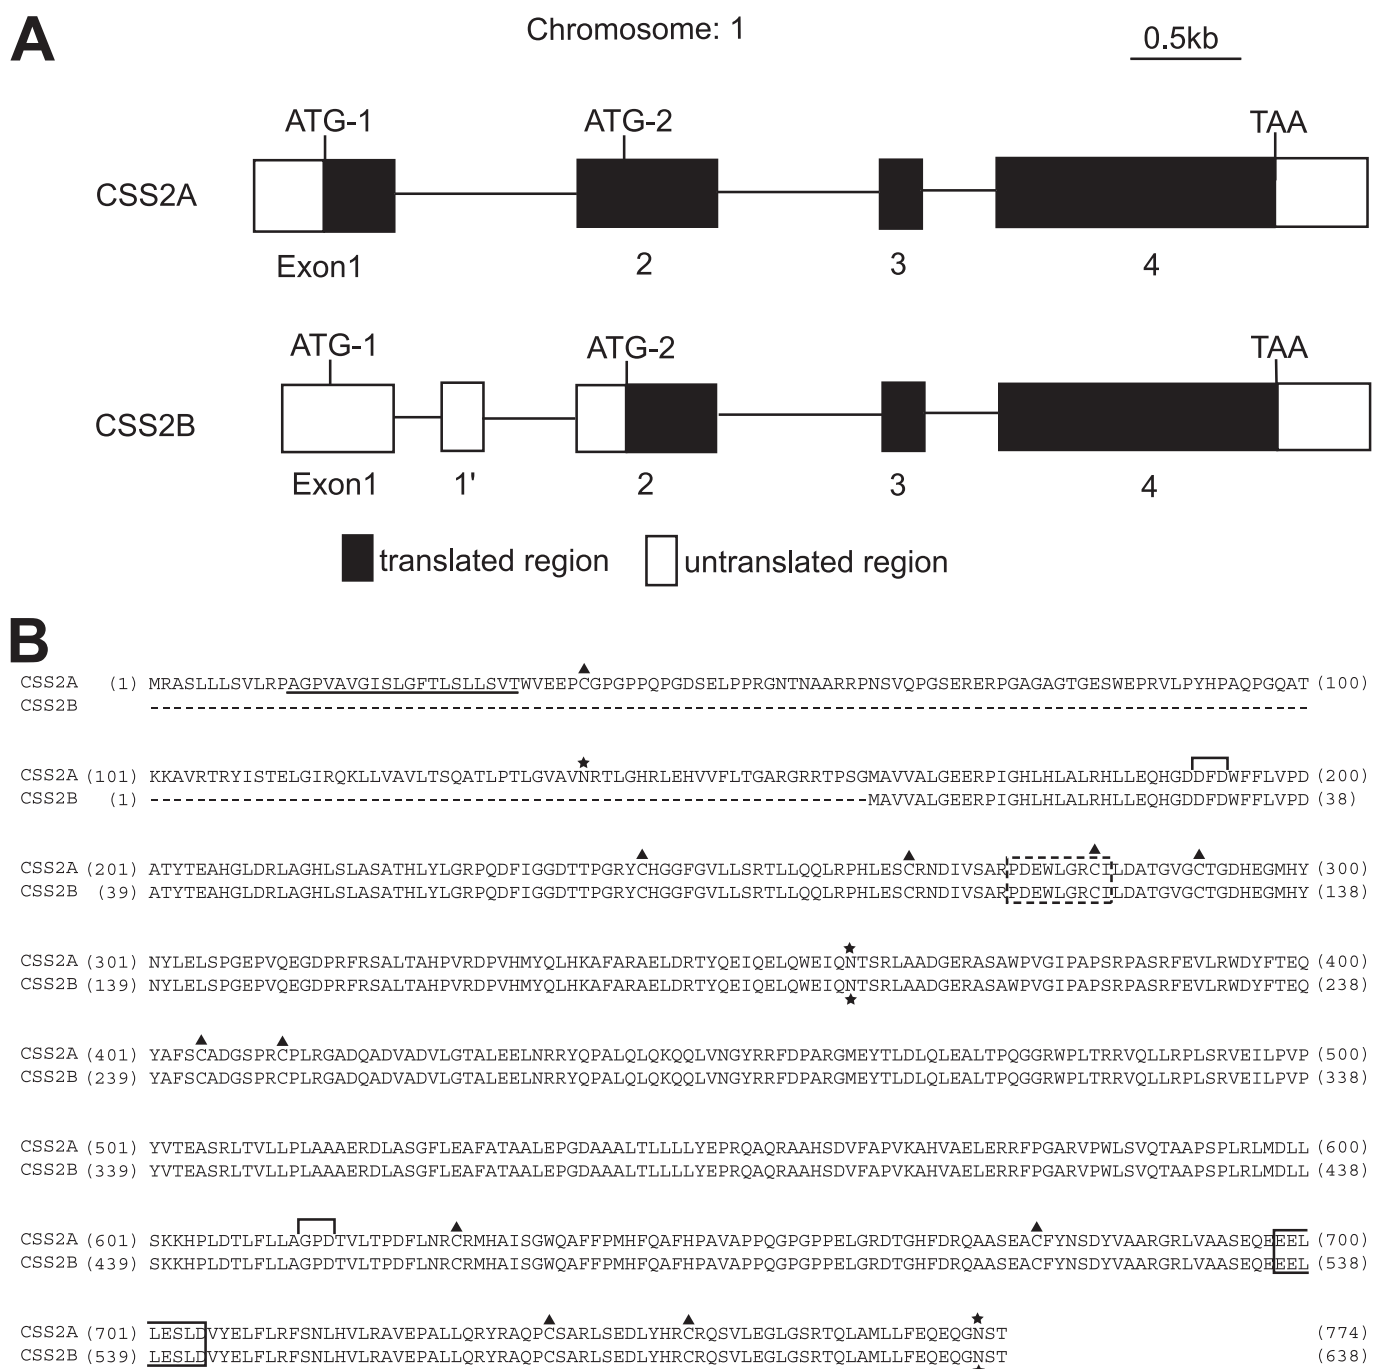 A
Chromosome: 1
0.5kb
ATG-1 ATG-2 TAA
CSS2A
Exon1 2 3 4
ATG-1 ATG-2 TAA
CSS2B
Exon1 1' 2 3 4
translated region untranslated region
B
CSS2A (1) MRASLLLSVLRPAGPVAVGISLGFTLSLLSVTWVEEPCGPGPPQPGDSELPPRGNTNAARRPNSVQPGSERERPGAGAGTGESWEPRVLPYHPAQPGQAT (100)
CSS2B ----------------------------------------------------------------------------------------------------
CSS2A (101) KKAVRTRYISTELGIRQKLLVAVLTSQATLPTLGVAVNRTLGHRLEHVVFLTGARGRRTPSGMAVVALGEERPIGHLHLALRHLLEQHGDDFDWFFLVPD (200)
CSS2B (1) --------------------------------------------------------------MAVVALGEERPIGHLHLALRHLLEQHGDDFDWFFLVPD (38)
CSS2A (201) ATYTEAHGLDRLAGHLSLASATHLYLGRPQDFIGGDTTPGRYCHGGFGVLLSRTLLQQLRPHLESCRNDIVSARPDEWLGRCILDATGVGCTGDHEGMHY (300)
CSS2B (39) ATYTEAHGLDRLAGHLSLASATHLYLGRPQDFIGGDTTPGRYCHGGFGVLLSRTLLQQLRPHLESCRNDIVSARPDEWLGRCILDATGVGCTGDHEGMHY (138)
CSS2A (301) NYLELSPGEPVQEGDPRFRSALTAHPVRDPVHMYQLHKAFARAELDRTYQEIQELQWEIQNTSRLAADGERASAWPVGIPAPSRPASRFEVLRWDYFTEQ (400)
CSS2B (139) NYLELSPGEPVQEGDPRFRSALTAHPVRDPVHMYQLHKAFARAELDRTYQEIQELQWEIQNTSRLAADGERASAWPVGIPAPSRPASRFEVLRWDYFTEQ (238)
CSS2A (401) YAFSCADGSPRCPLRGADQADVADVLGTALEELNRRYQPALQLQKQQLVNGYRRFDPARGMEYTLDLQLEALTPQGGRWPLTRRVQLLRPLSRVEILPVP (500)
CSS2B (239) YAFSCADGSPRCPLRGADQADVADVLGTALEELNRRYQPALQLQKQQLVNGYRRFDPARGMEYTLDLQLEALTPQGGRWPLTRRVQLLRPLSRVEILPVP (338)
CSS2A (501) YVTEASRLTVLLPLAAAERDLASGFLEAFATAALEPGDAAALTLLLLYEPRQAQRAAHSDVFAPVKAHVAELERRFPGARVPWLSVQTAAPSPLRLMDLL (600)
CSS2B (339) YVTEASRLTVLLPLAAAERDLASGFLEAFATAALEPGDAAALTLLLLYEPRQAQRAAHSDVFAPVKAHVAELERRFPGARVPWLSVQTAAPSPLRLMDLL (438)
CSS2A (601) SKKHPLDTLFLLAGPDTVLTPDFLNRCRMHAISGWQAFFPMHFQAFHPAVAPPQGPGPPELGRDTGHFDRQAASEACFYNSDYVAARGRLVAASEQEEEL (700)
CSS2B (439) SKKHPLDTLFLLAGPDTVLTPDFLNRCRMHAISGWQAFFPMHFQAFHPAVAPPQGPGPPELGRDTGHFDRQAASEACFYNSDYVAARGRLVAASEQEEEL (538)
CSS2A (701) LESLDVYELFLRFSNLHVLRAVEPALLQRYRAQPCSARLSEDLYHRCRQSVLEGLGSRTQLAMLLFEQEQGNST (774)
CSS2B (539) LESLDVYELFLRFSNLHVLRAVEPALLQRYRAQPCSARLSEDLYHRCRQSVLEGLGSRTQLAMLLFEQEQGNST (638)